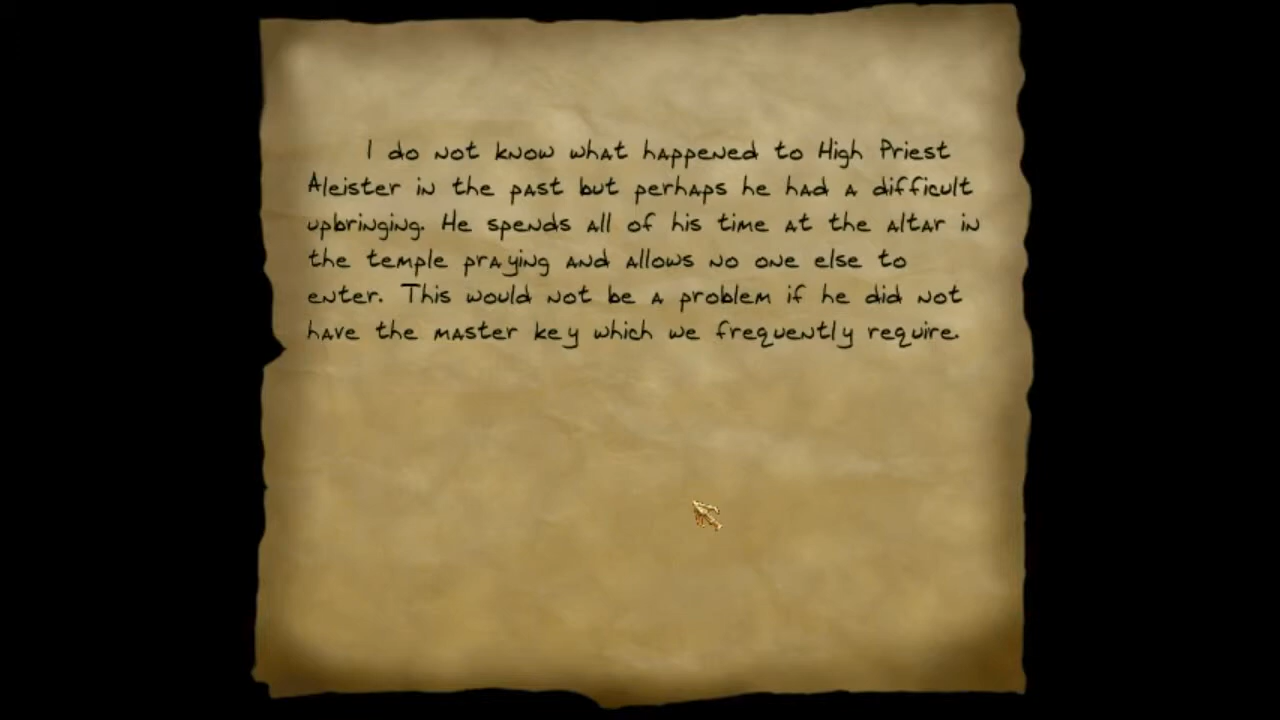 I do not know what happened to High Priest
Aleister in the past but perhaps he had a difficult
upbringing. He spends all of his time at the altar in
the temple praying and allows no one else to
enter. This would not be a problem if he did not
have the master key which we frequently require.